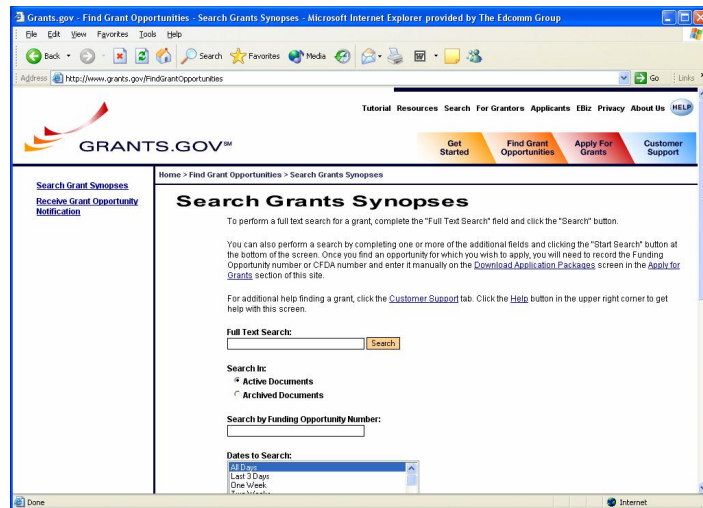 Grants.gov - Find Grant Opportunities - Search Grants Synopses - Microsoft Internet Explorer provided by The Edcomm Group
File Edit View Favorites Tools Help
Back Search Favorites Media
Address http://www.grants.gov/FindGrantOpportunities Go Links
Tutorial Resources Search For Grantors Applicants EBiz Privacy About Us HELP
GRANTS.GOV℠
Get Started
Find Grant Opportunities
Apply For Grants
Customer Support
Home > Find Grant Opportunities > Search Grants Synopses
Search Grant Synopses
Receive Grant Opportunity
Notification
Search Grants Synopses
To perform a full text search for a grant, complete the "Full Text Search" field and click the "Search" button.
You can also perform a search by completing one or more of the additional fields and clicking the "Start Search" button at
the bottom of the screen. Once you find an opportunity for which you wish to apply, you will need to record the Funding
Opportunity number or CFDA number and enter it manually on the Download Application Packages screen in the Apply for
Grants section of this site.
For additional help finding a grant, click the Customer Support tab. Click the Help button in the upper right corner to get
help with this screen.
Full Text Search:
Search
Search In:
Active Documents
Archived Documents
Search by Funding Opportunity Number:
Dates to Search:
All Days
Last 3 Days
One Week
Done Internet